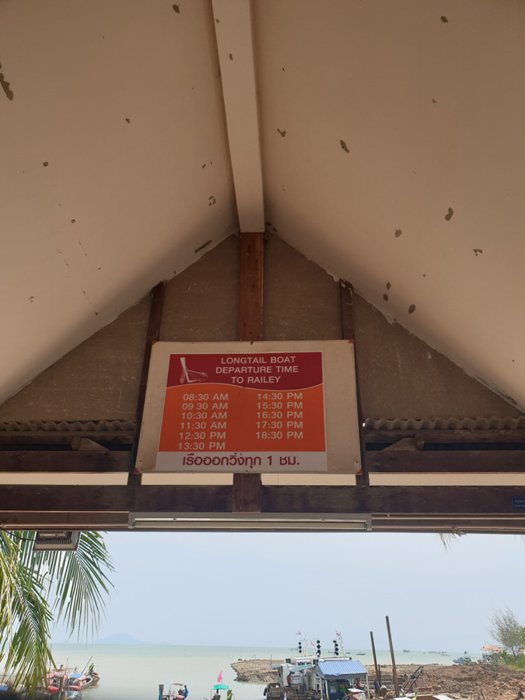 LONGTAIL BOAT
DEPARTURE TIME
TO RAILEY
08:30 AM
09:30 AM
10:30 AM
11:30 AM
12:30 PM
13:30 PM
14:30 PM
15:30 PM
16:30 PM
17:30 PM
18:30 PM
เรือออกวิ่งทุก 1 ชม.